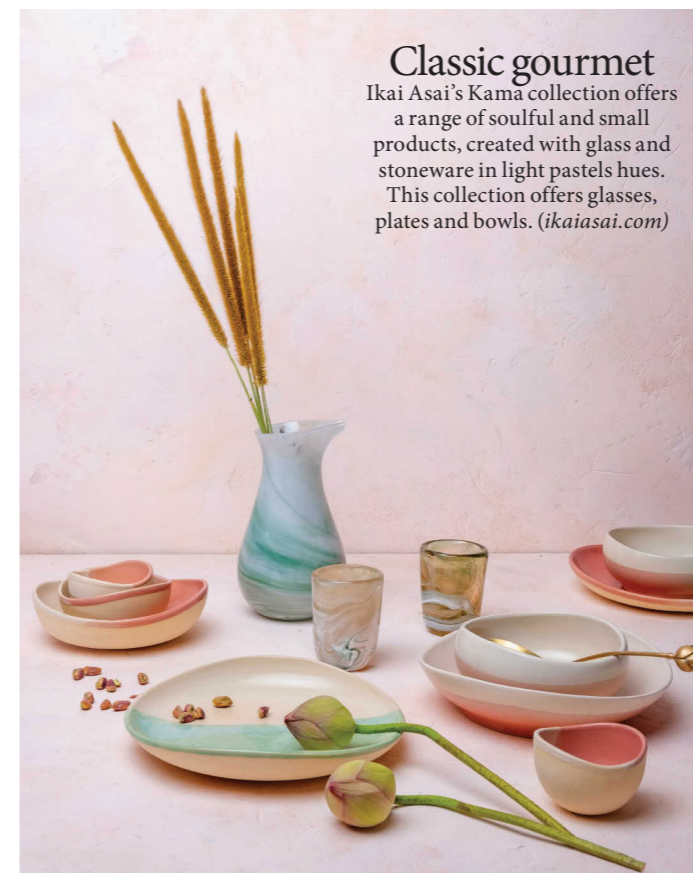 Classic gourmet
Ikai Asai’s Kama collection offers
a range of soulful and small
products, created with glass and
stoneware in light pastels hues.
This collection offers glasses,
plates and bowls. (ikaiasai.com)